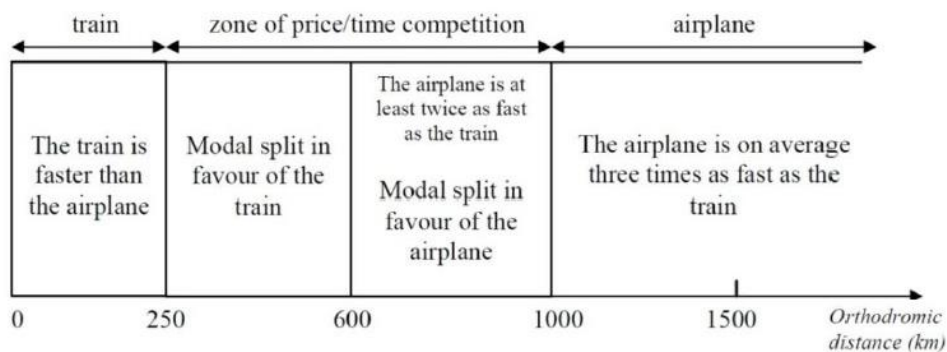 train
zone of price/time competition
airplane
The train is
faster than
the airplane
Modal split in
favour of the
train
The airplane is at
least twice as fast
as the train
Modal split in
favour of the
airplane
The airplane is on average
three times as fast as the
train
0
250
600
1000
1500
Orthodromic
distance (km)